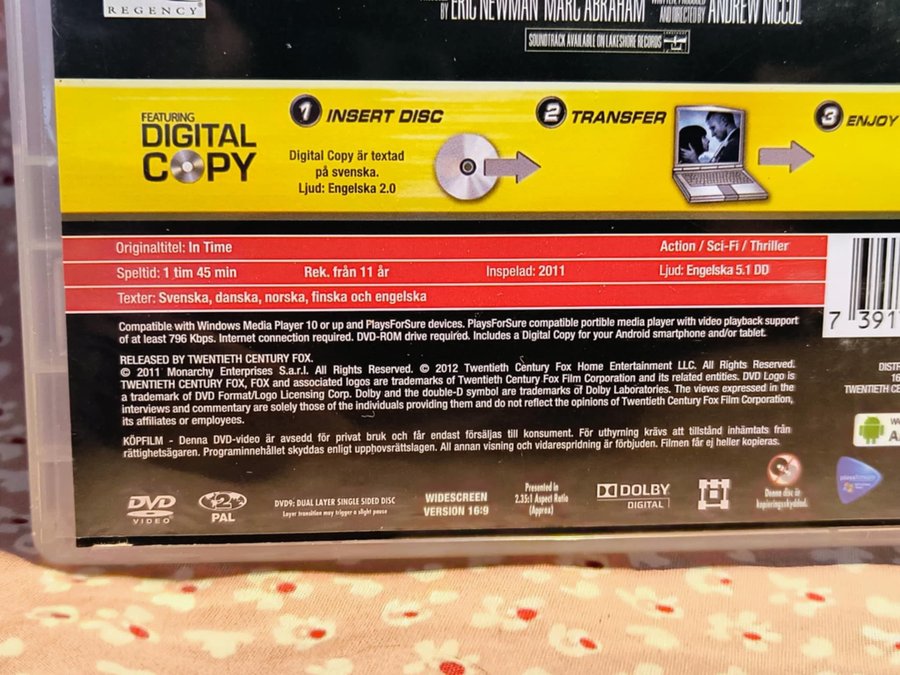 REGENCY
BY ERIC NEWMAN MARC ABRAHAM AND DIRECTED BY ANDREW NICCOL
SOUNDTRACK AVAILABLE ON LAKESHORE RECORDS
FEATURING
DIGITAL
COPY
1 INSERT DISC
Digital Copy är textad
på svenska.
Ljud: Engelska 2.0
2 TRANSFER
3 ENJOY
Originaltitel: In Time
Action / Sci-Fi / Thriller
Speltid: 1 tim 45 min
Rek. från 11 år
Inspelad: 2011
Ljud: Engelska 5.1 DD
Texter: Svenska, danska, norska, finska och engelska
7 3917
Compatible with Windows Media Player 10 or up and PlaysForSure devices. PlaysForSure compatible portible media player with video playback support
of at least 796 Kbps. Internet connection required. DVD-ROM drive required. Includes a Digital Copy for your Android smartphone and/or tablet.
RELEASED BY TWENTIETH CENTURY FOX.
© 2011 Monarchy Enterprises S.a.r.l. All Rights Reserved. © 2012 Twentieth Century Fox Home Entertainment LLC. All Rights Reserved.
TWENTIETH CENTURY FOX, FOX and associated logos are trademarks of Twentieth Century Fox Film Corporation and its related entities. DVD Logo is
a trademark of DVD Format/Logo Licensing Corp. Dolby and the double-D symbol are trademarks of Dolby Laboratories. The views expressed in the
interviews and commentary are solely those of the individuals providing them and do not reflect the opinions of Twentieth Century Fox Film Corporation,
its affiliates or employees.
DISTR
16
TWENTIETH CE
KÖPFILM - Denna DVD-video är avsedd för privat bruk och får endast försäljas till konsument. För uthyrning krävs att tillstånd inhämtats från
rättighetsägaren. Programinnehållet skyddas enligt upphovsrättslagen. All annan visning och vidarespridning är förbjuden. Filmen får ej heller kopieras.
DVD
VIDEO
2
PAL
DVD9: DUAL LAYER SINGLE SIDED DISC
Layer transition may trigger a slight pause
WIDESCREEN
VERSION 16:9
Presented in
2.35:1 Aspect Ratio
(Approx)
DOLBY
DIGITAL
Denna disc är
kopieringsskyddad.